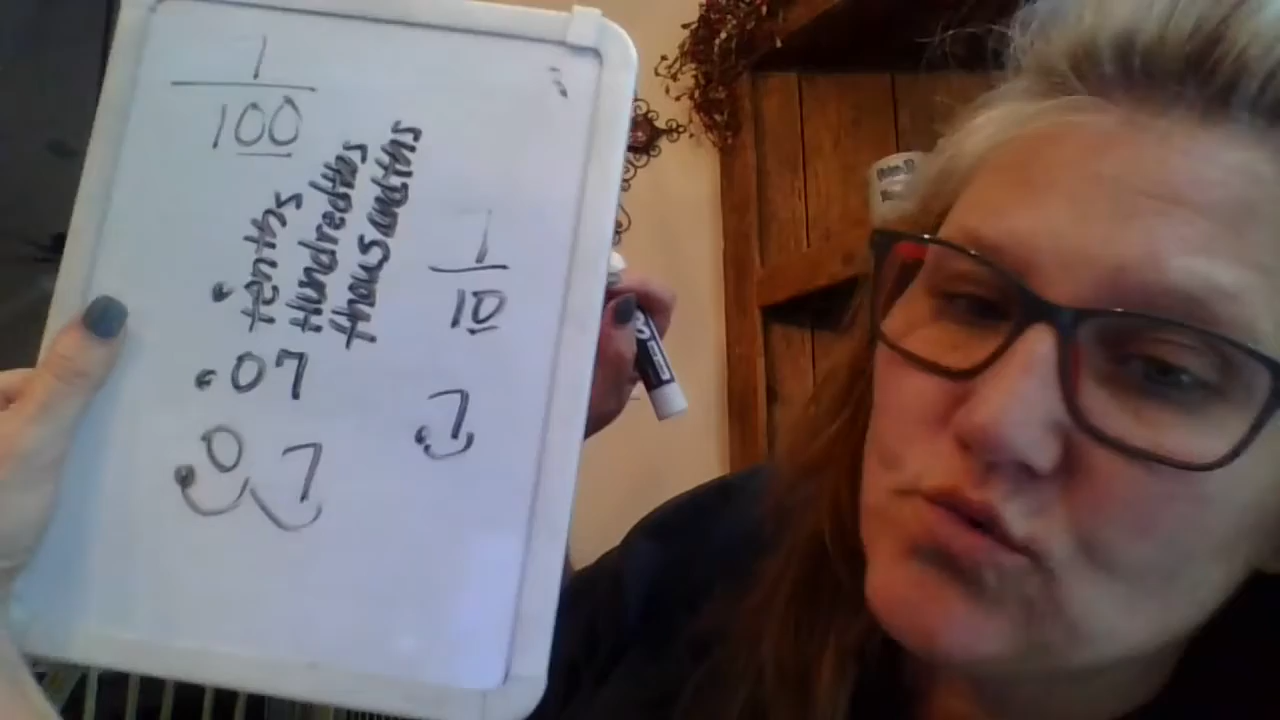 1
100
. tenths
Hundredths
thousandths
.07
.07
1
10
.7